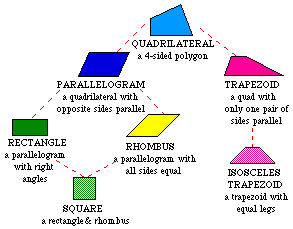 QUADRILATERAL
a 4-sided polygon
PARALLELOGRAM
a quadrilateral with
opposite sides parallel
TRAPEZOID
a quad with
only one pair of
sides parallel
RECTANGLE
a parallelogram
with right
angles
RHOMBUS
a parallelogram with
all sides equal
ISOSCELES
TRAPEZOID
a trapezoid with
equal legs
SQUARE
a rectangle & rhombus